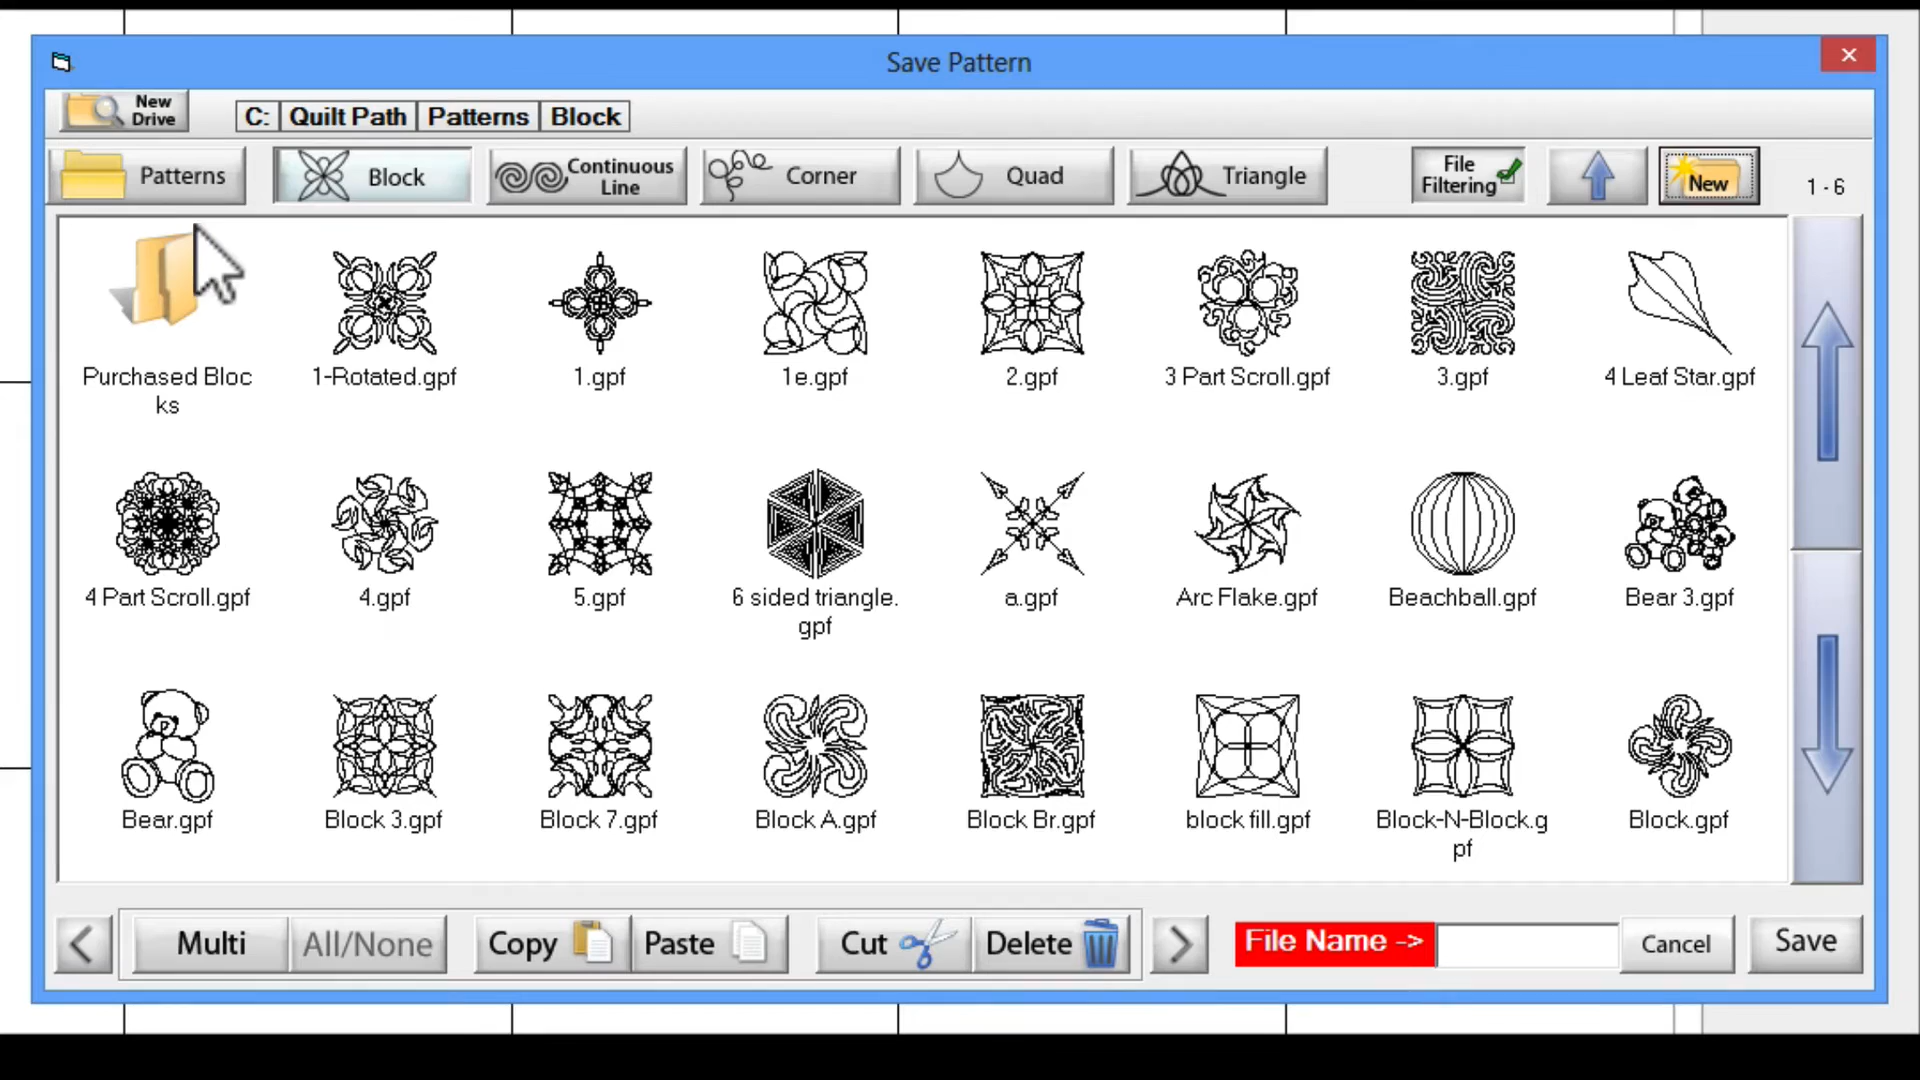 Save Pattern
New
Drive
C: Quilt Path Patterns Block
Patterns
Block
Continuous
Line
Corner
Quad
Triangle
File
Filtering
New
1 - 6
Purchased Bloc
ks
1-Rotated.gpf
1.gpf
1e.gpf
2.gpf
3 Part Scroll.gpf
3.gpf
4 Leaf Star.gpf
4 Part Scroll.gpf
4.gpf
5.gpf
6 sided triangle.
gpf
a.gpf
Arc Flake.gpf
Beachball.gpf
Bear 3.gpf
Bear.gpf
Block 3.gpf
Block 7.gpf
Block A.gpf
Block Br.gpf
block fill.gpf
Block-N-Block.g
pf
Block.gpf
Multi
All/None
Copy
Paste
Cut
Delete
File Name ->
Cancel
Save